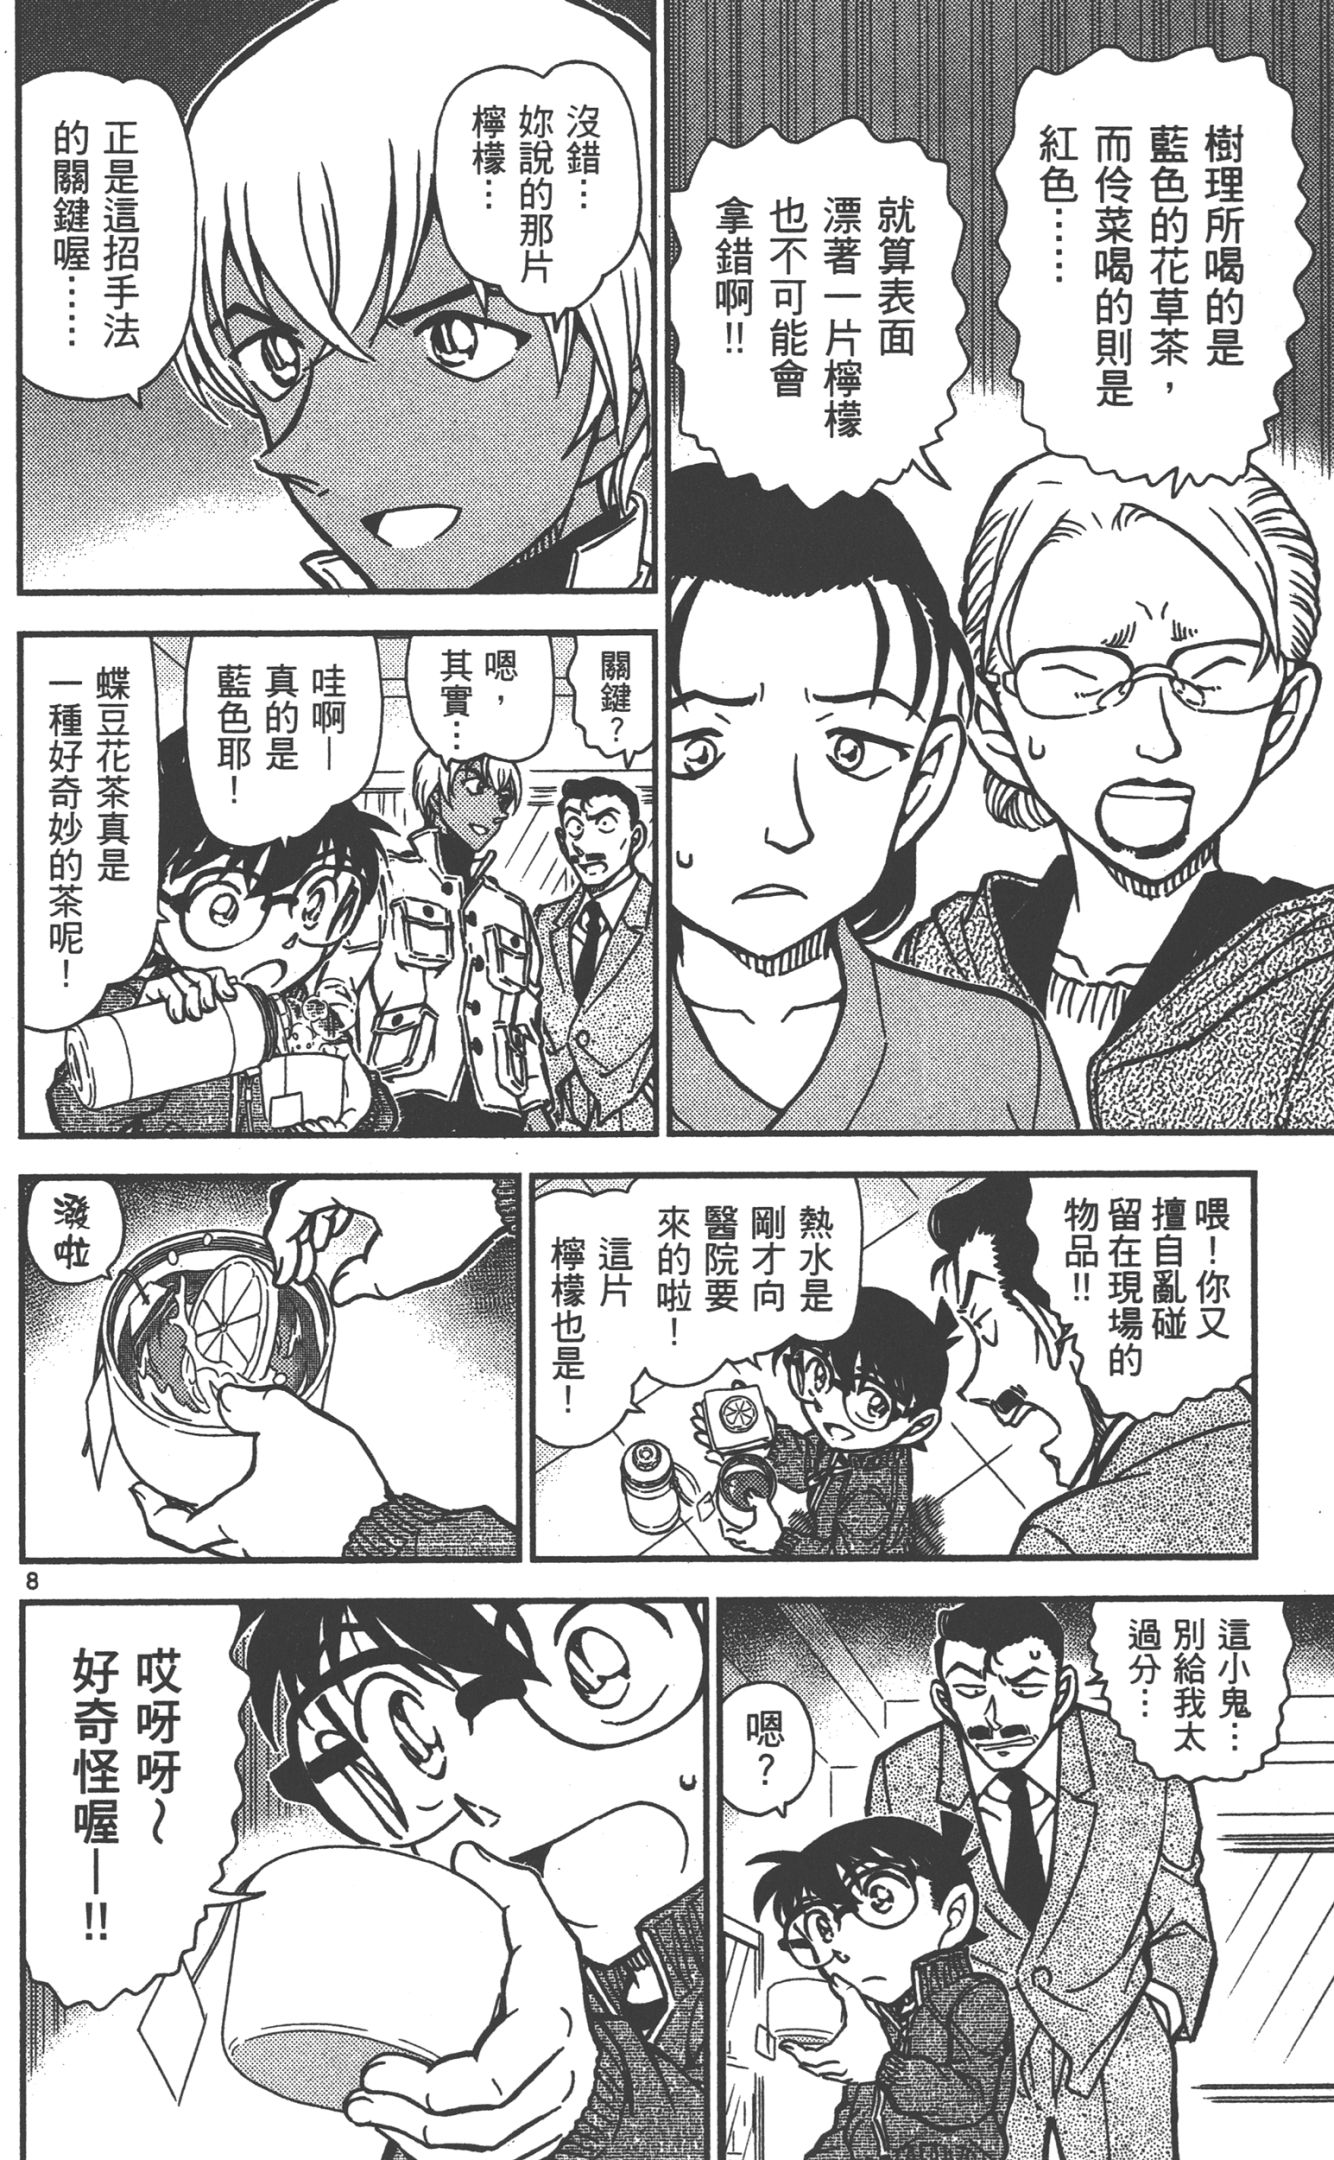 樹理所喝的是
藍色的花草茶，
而伶菜喝的則是
紅色……
就算表面
漂著一片檸檬
也不可能會
拿錯啊!!
沒錯…
妳說的那片
檸檬…
正是這招手法
的關鍵喔……
關鍵?
嗯，
其實…
哇啊—
真的是
藍色耶！
蝶豆花茶真是
一種好奇妙的茶呢！
喂！你又
擅自亂碰
留在現場的
物品!!
熱水是
剛才向
醫院要
來的啦！
這片
檸檬也是！
潑啦
這小鬼…
別給我太
過分…
嗯?
哎呀呀～
好奇怪喔—!!
8